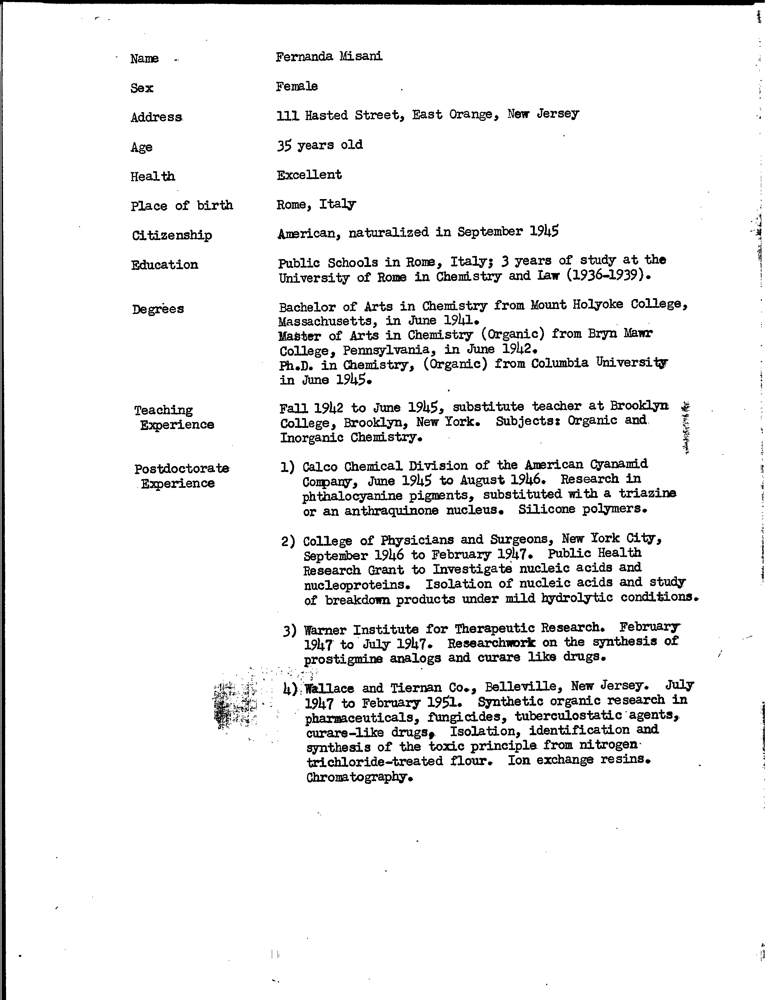 Name Fernanda Misani
Sex Female
Address 111 Hasted Street, East Orange, New Jersey
Age 35 years old
Health Excellent
Place of birth Rome, Italy
Citizenship American, naturalized in September 1945
Education Public Schools in Rome, Italy; 3 years of study at the
University of Rome in Chemistry and Law (1936-1939).
Degrees Bachelor of Arts in Chemistry from Mount Holyoke College,
Massachusetts, in June 1941.
Master of Arts in Chemistry (Organic) from Bryn Mawr
College, Pennsylvania, in June 1942.
Ph.D. in Chemistry, (Organic) from Columbia University
in June 1945.
Teaching Fall 1942 to June 1945, substitute teacher at Brooklyn
Experience College, Brooklyn, New York. Subjects: Organic and
Inorganic Chemistry.
Postdoctorate 1) Calco Chemical Division of the American Cyanamid
Experience Company, June 1945 to August 1946. Research in
phthalocyanine pigments, substituted with a triazine
or an anthraquinone nucleus. Silicone polymers.
2) College of Physicians and Surgeons, New York City,
September 1946 to February 1947. Public Health
Research Grant to Investigate nucleic acids and
nucleoproteins. Isolation of nucleic acids and study
of breakdown products under mild hydrolytic conditions.
3) Warner Institute for Therapeutic Research. February
1947 to July 1947. Researchwork on the synthesis of
prostigmine analogs and curare like drugs.
4) Wallace and Tiernan Co., Belleville, New Jersey. July
1947 to February 1951. Synthetic organic research in
pharmaceuticals, fungicides, tuberculostatic agents,
curare-like drugs, Isolation, identification and
synthesis of the toxic principle from nitrogen
trichloride-treated flour. Ion exchange resins.
Chromatography.